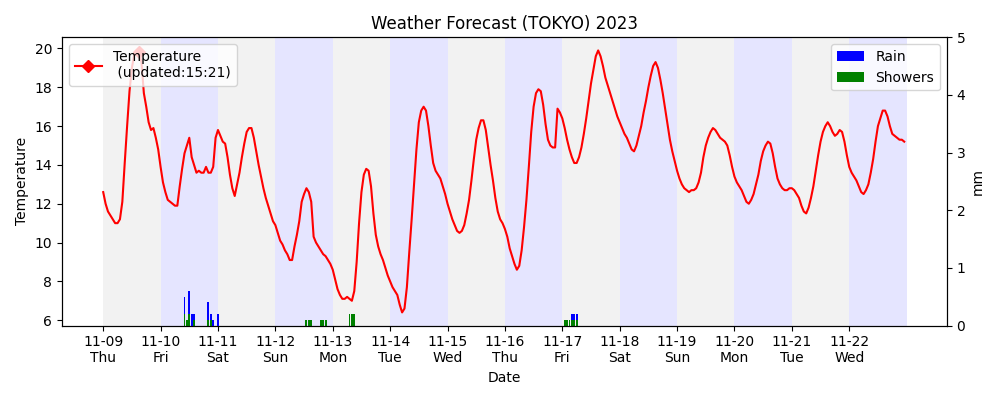 Weather Forecast (TOKYO) 2023
Temperature
(updated:15:21)
Rain
Showers
Temperature
20
18
16
14
12
10
8
6
5
4
3
2
1
0
mm
11-09 11-10 11-11 11-12 11-13 11-14 11-15 11-16 11-17 11-18 11-19 11-20 11-21 11-22
Thu Fri Sat Sun Mon Tue Wed Thu Fri Sat Sun Mon Tue Wed
Date